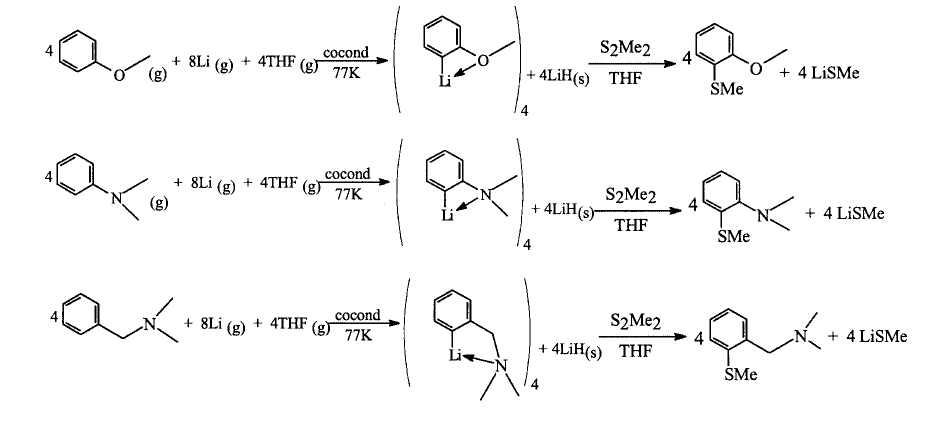 4 O (g) + 8Li (g) + 4THF (g) cocond 77K Li O 4 + 4LiH(s) S2Me2 THF 4 O SMe + 4 LiSMe
4 N (g) + 8Li (g) + 4THF (g) cocond 77K Li N 4 + 4LiH(s) S2Me2 THF 4 N SMe + 4 LiSMe
4 N + 8Li (g) + 4THF (g) cocond 77K Li N 4 + 4LiH(s) S2Me2 THF 4 N SMe + 4 LiSMe